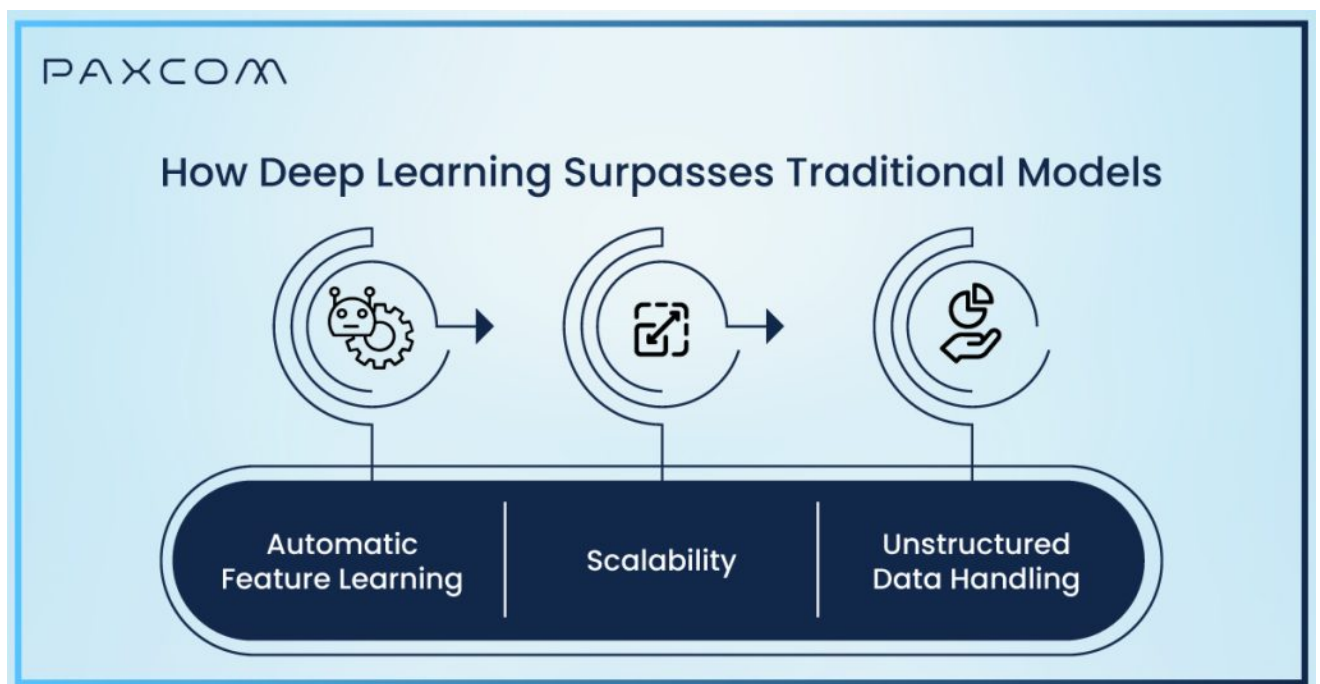 PAXCOM
How Deep Learning Surpasses Traditional Models
Automatic
Feature Learning
Scalability
Unstructured
Data Handling